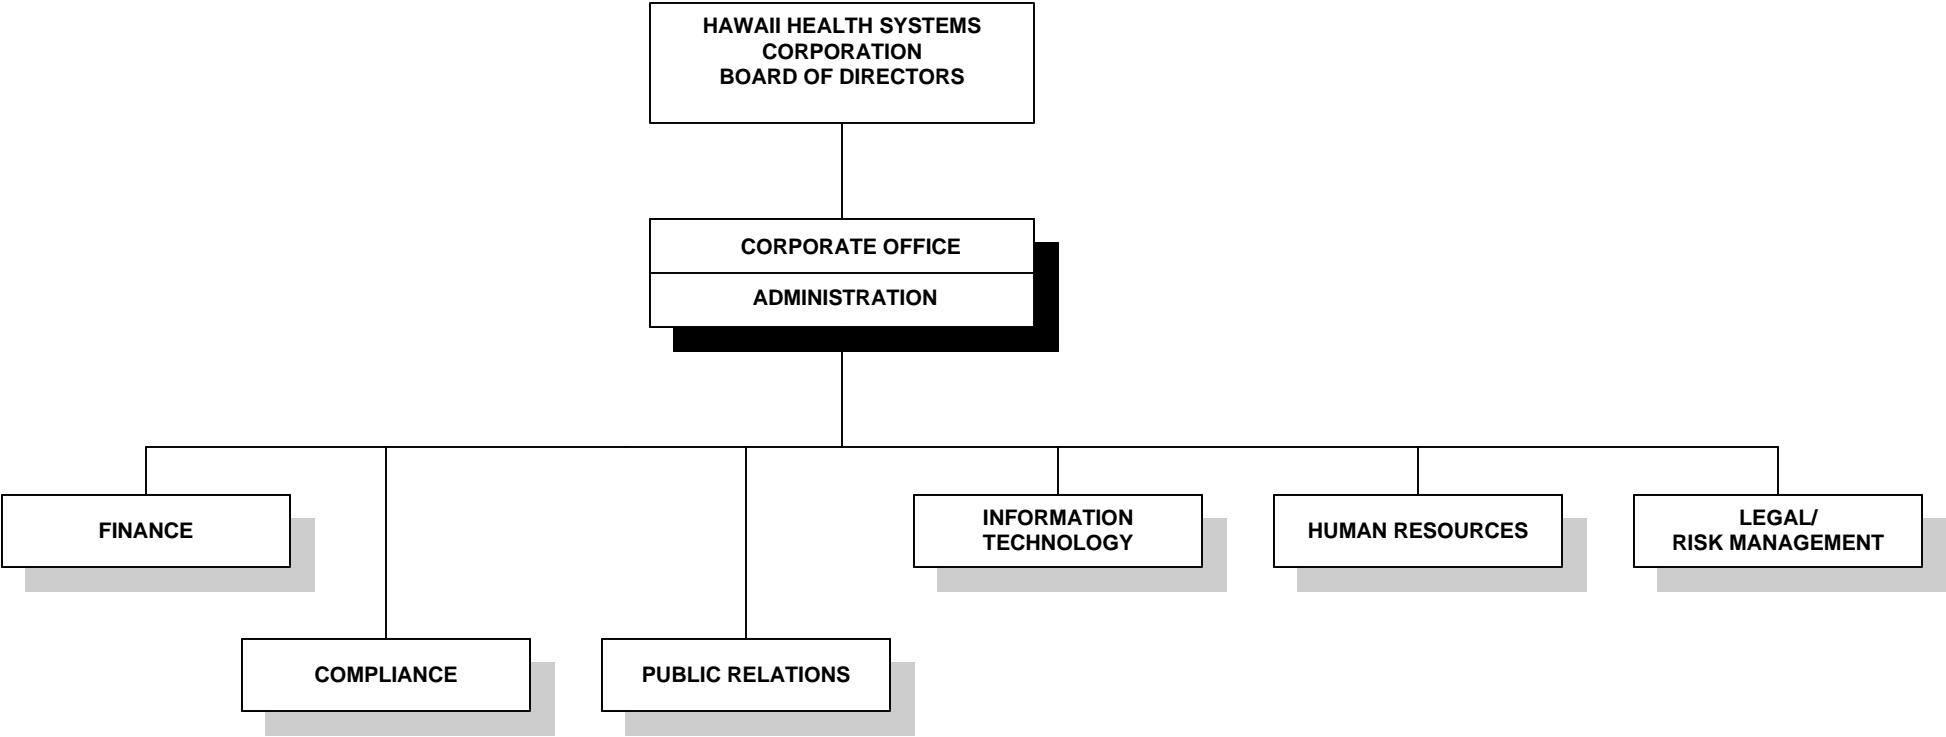 HAWAII HEALTH SYSTEMS
CORPORATION
BOARD OF DIRECTORS
CORPORATE OFFICE
ADMINISTRATION
FINANCE
INFORMATION
TECHNOLOGY
HUMAN RESOURCES
LEGAL/
RISK MANAGEMENT
COMPLIANCE
PUBLIC RELATIONS